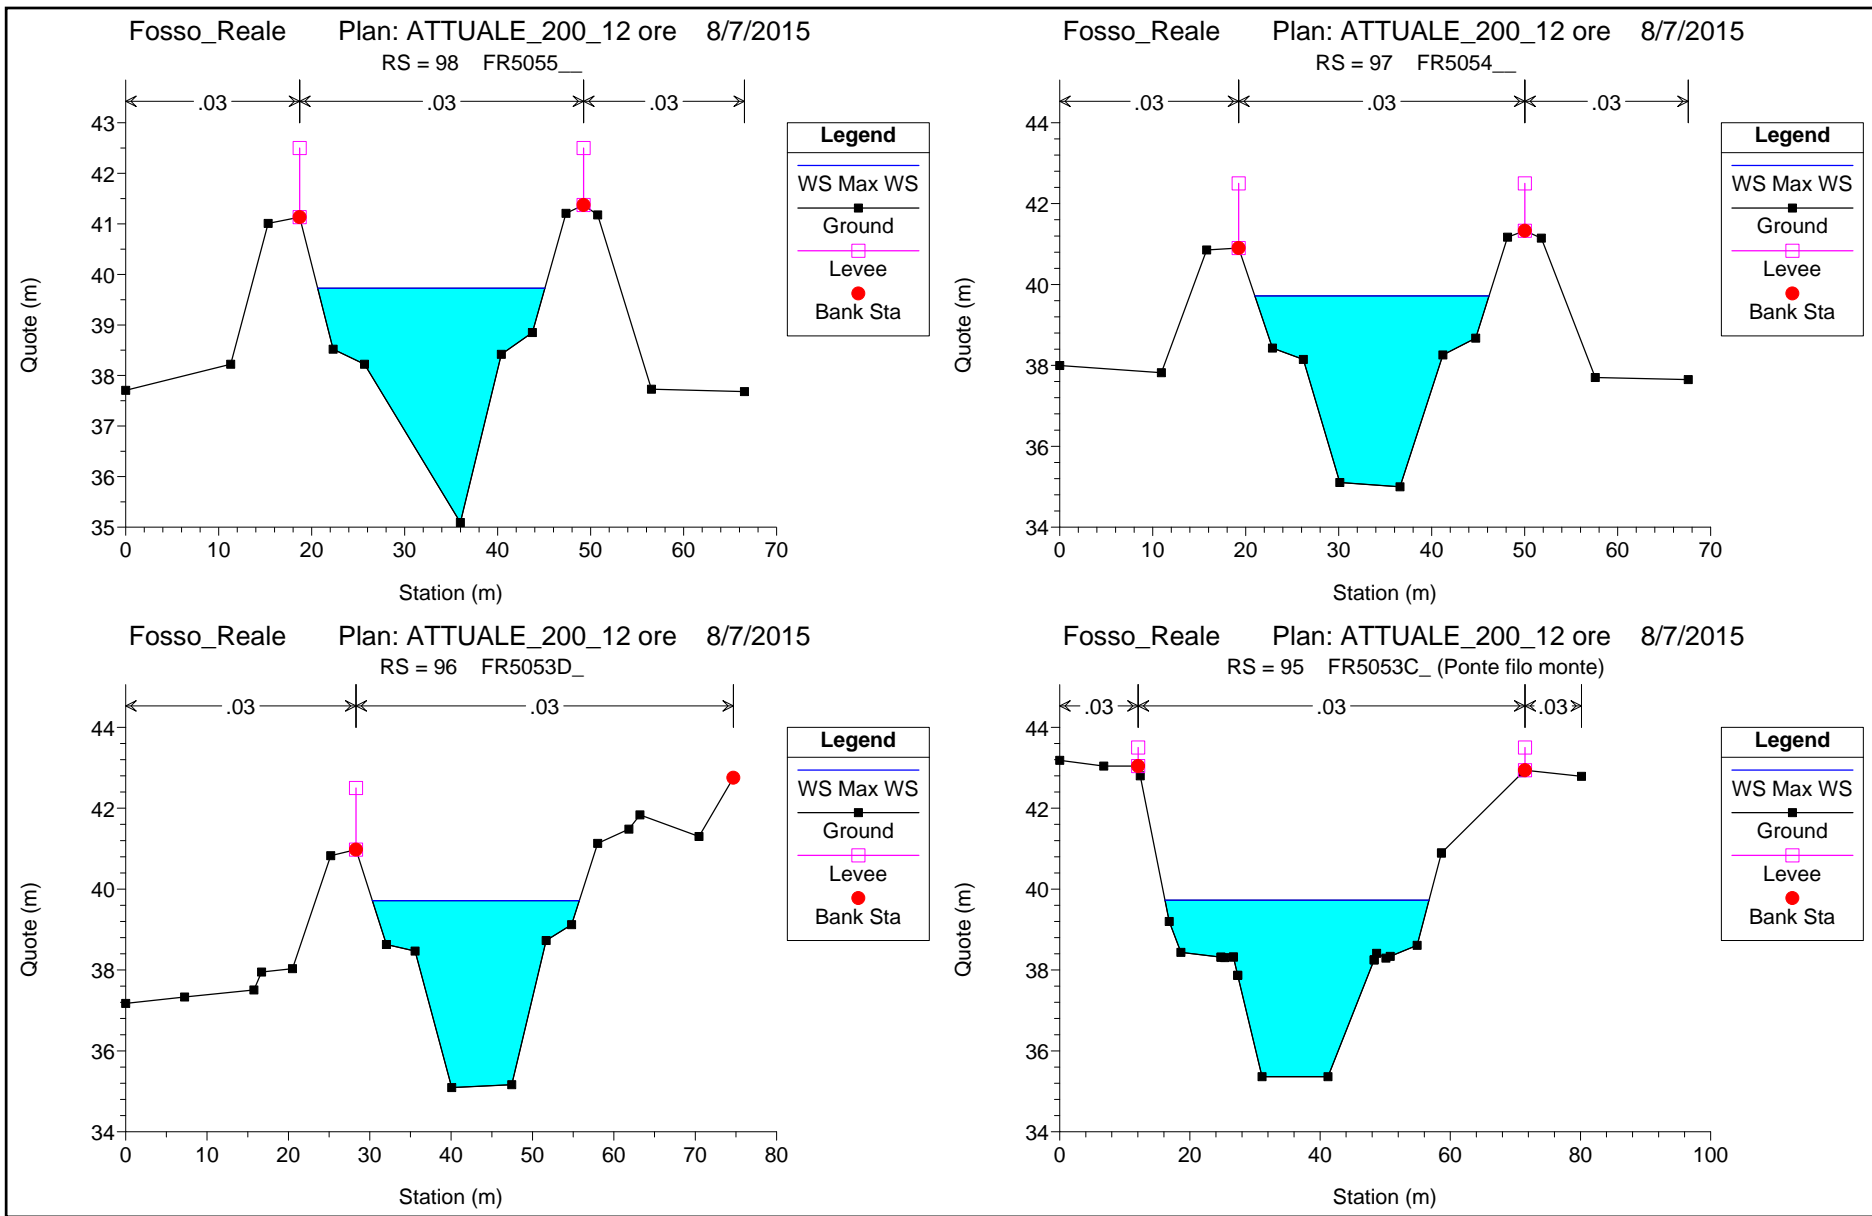 Fosso_Reale Plan: ATTUALE_200_12 ore 8/7/2015
RS = 98 FR5055__
.03 .03 .03
43
42
41
40
39
38
37
36
35
Quote (m)
0 10 20 30 40 50 60 70
Station (m)
Legend
WS Max WS
Ground
Levee
Bank Sta
Fosso_Reale Plan: ATTUALE_200_12 ore 8/7/2015
RS = 97 FR5054__
.03 .03 .03
44
42
40
38
36
34
Quote (m)
0 10 20 30 40 50 60 70
Station (m)
Legend
WS Max WS
Ground
Levee
Bank Sta
Fosso_Reale Plan: ATTUALE_200_12 ore 8/7/2015
RS = 96 FR5053D_
.03 .03
44
42
40
38
36
34
Quote (m)
0 10 20 30 40 50 60 70 80
Station (m)
Legend
WS Max WS
Ground
Levee
Bank Sta
Fosso_Reale Plan: ATTUALE_200_12 ore 8/7/2015
RS = 95 FR5053C_ (Ponte filo monte)
.03 .03 .03
44
42
40
38
36
34
Quote (m)
0 20 40 60 80 100
Station (m)
Legend
WS Max WS
Ground
Levee
Bank Sta